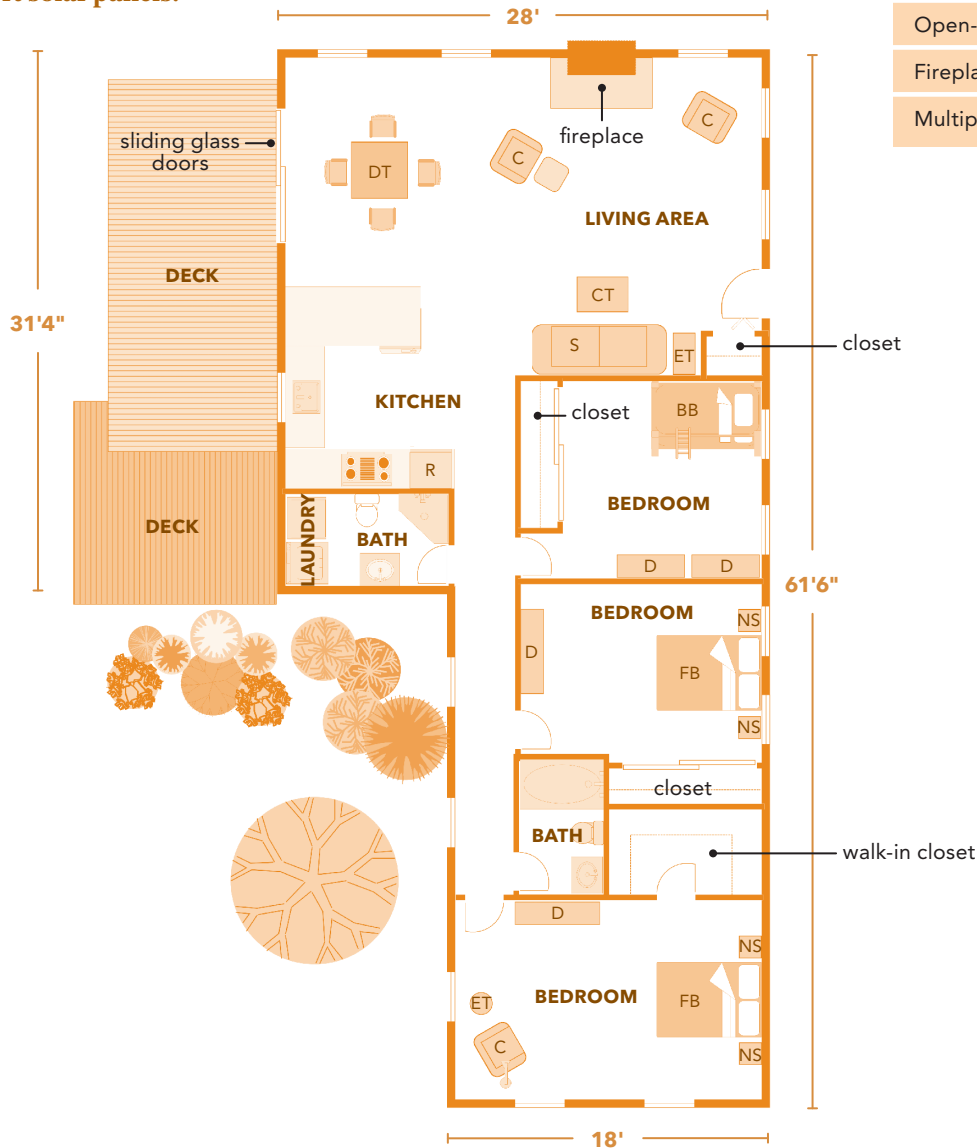 solar panels.
28'
Open-
Firepla
Multip
sliding glass
doors
fireplace
C
C
DT
LIVING AREA
DECK
CT
31'4"
S
ET
closet
KITCHEN
closet
BB
R
BEDROOM
LAUNDRY
BATH
DECK
D
D
61'6"
BEDROOM
NS
D
FB
NS
closet
BATH
walk-in closet
D
NS
BEDROOM
FB
ET
C
NS
18'